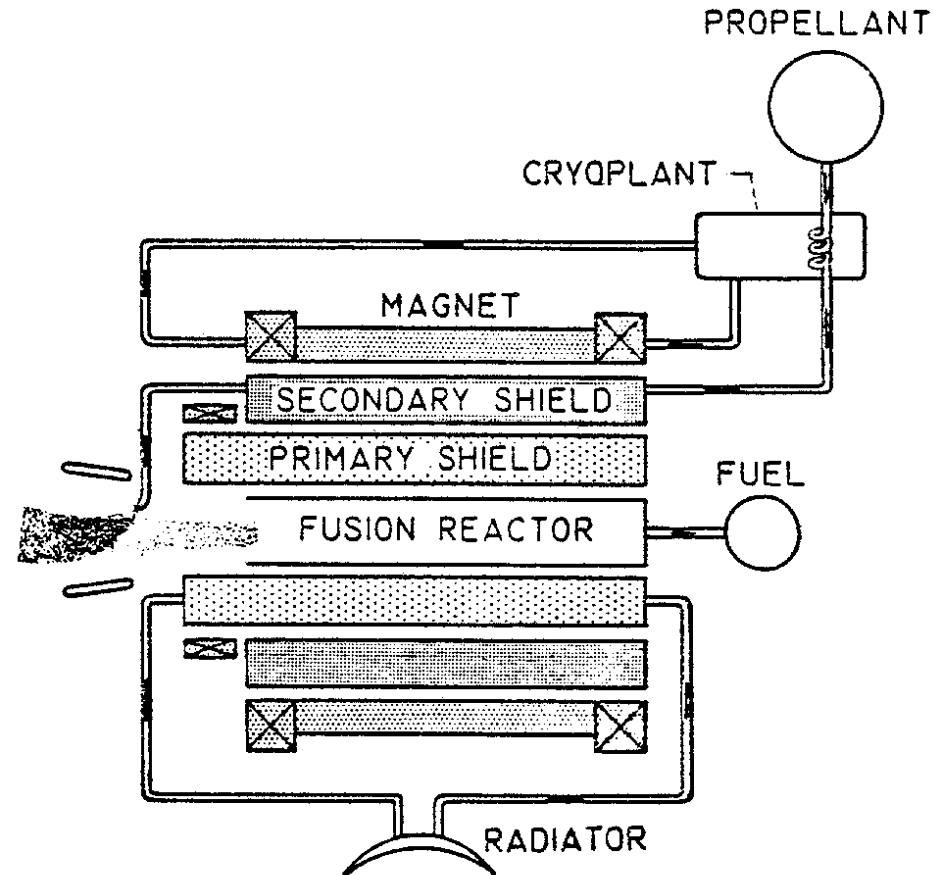 PROPELLANT
CRYOPLANT
MAGNET
SECONDARY SHIELD
PRIMARY SHIELD
FUEL
FUSION REACTOR
RADIATOR